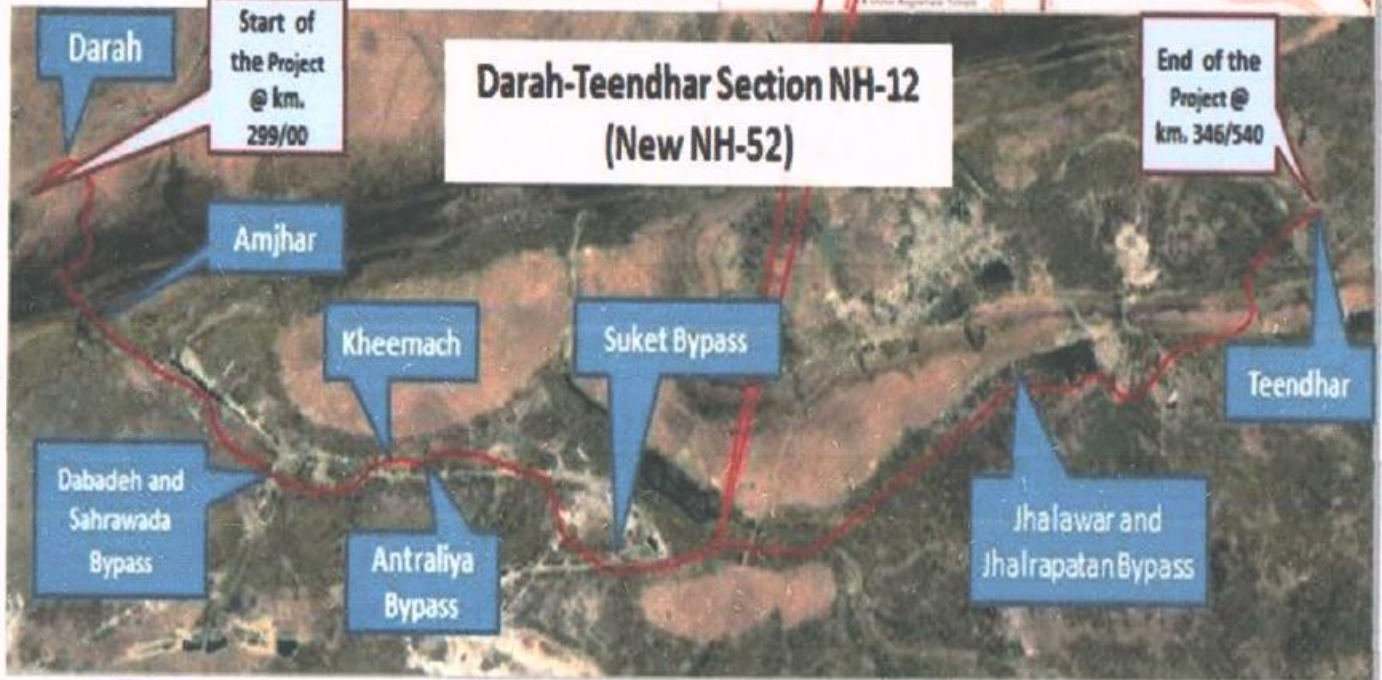 Darah
Start of
the Project
@ km.
299/00
Darah-Teendhar Section NH-12
(New NH-52)
End of the
Project @
km. 346/540
Amjhar
Kheemach
Suket Bypass
Teendhar
Dabadeh and
Sahrawada
Bypass
Antraliya
Bypass
Jhalawar and
Jhalrapatan Bypass